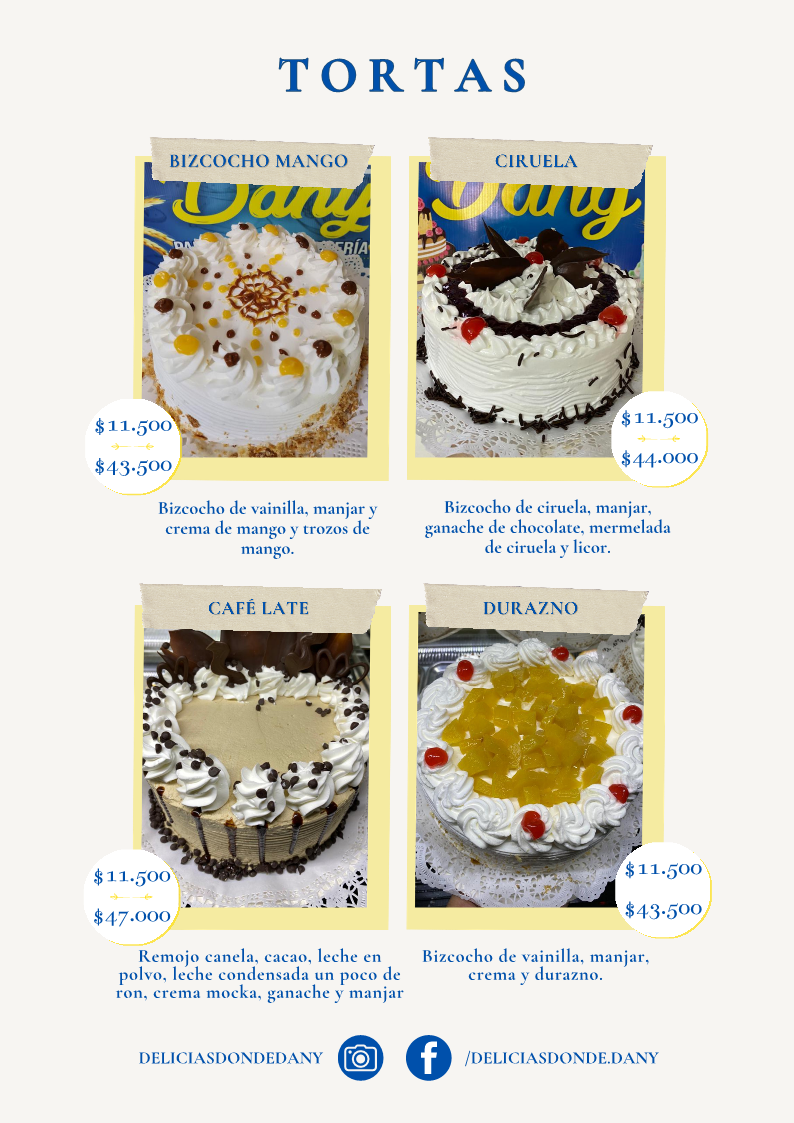 TORTAS
BIZCOCHO MANGO
Dany
$11.500
$43.500
Bizcocho de vainilla, manjar y
crema de mango y trozos de
mango.
CIRUELA
Dany
$11.500
$44.000
Bizcocho de ciruela, manjar,
ganache de chocolate, mermelada
de ciruela y licor.
CAFÉ LATE
$11.500
$47.000
Remojo canela, cacao, leche en
polvo, leche condensada un poco de
ron, crema mocka, ganache y manjar
DURAZNO
$11.500
$43.500
Bizcocho de vainilla, manjar,
crema y durazno.
DELICIASDONDEDANY
/DELICIASDONDE.DANY